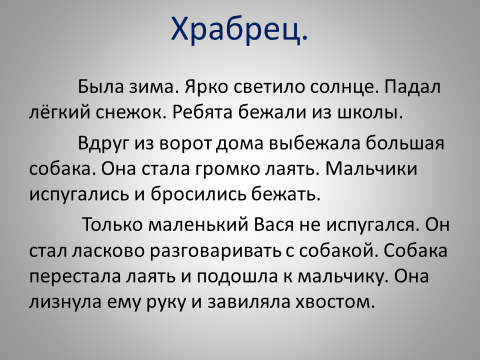 Храбрец.
Была зима. Ярко светило солнце. Падал
лёгкий снежок. Ребята бежали из школы.
Вдруг из ворот дома выбежала большая
собака. Она стала громко лаять. Мальчики
испугались и бросились бежать.
Только маленький Вася не испугался. Он
стал ласково разговаривать с собакой. Собака
перестала лаять и подошла к мальчику. Она
лизнула ему руку и завиляла хвостом.